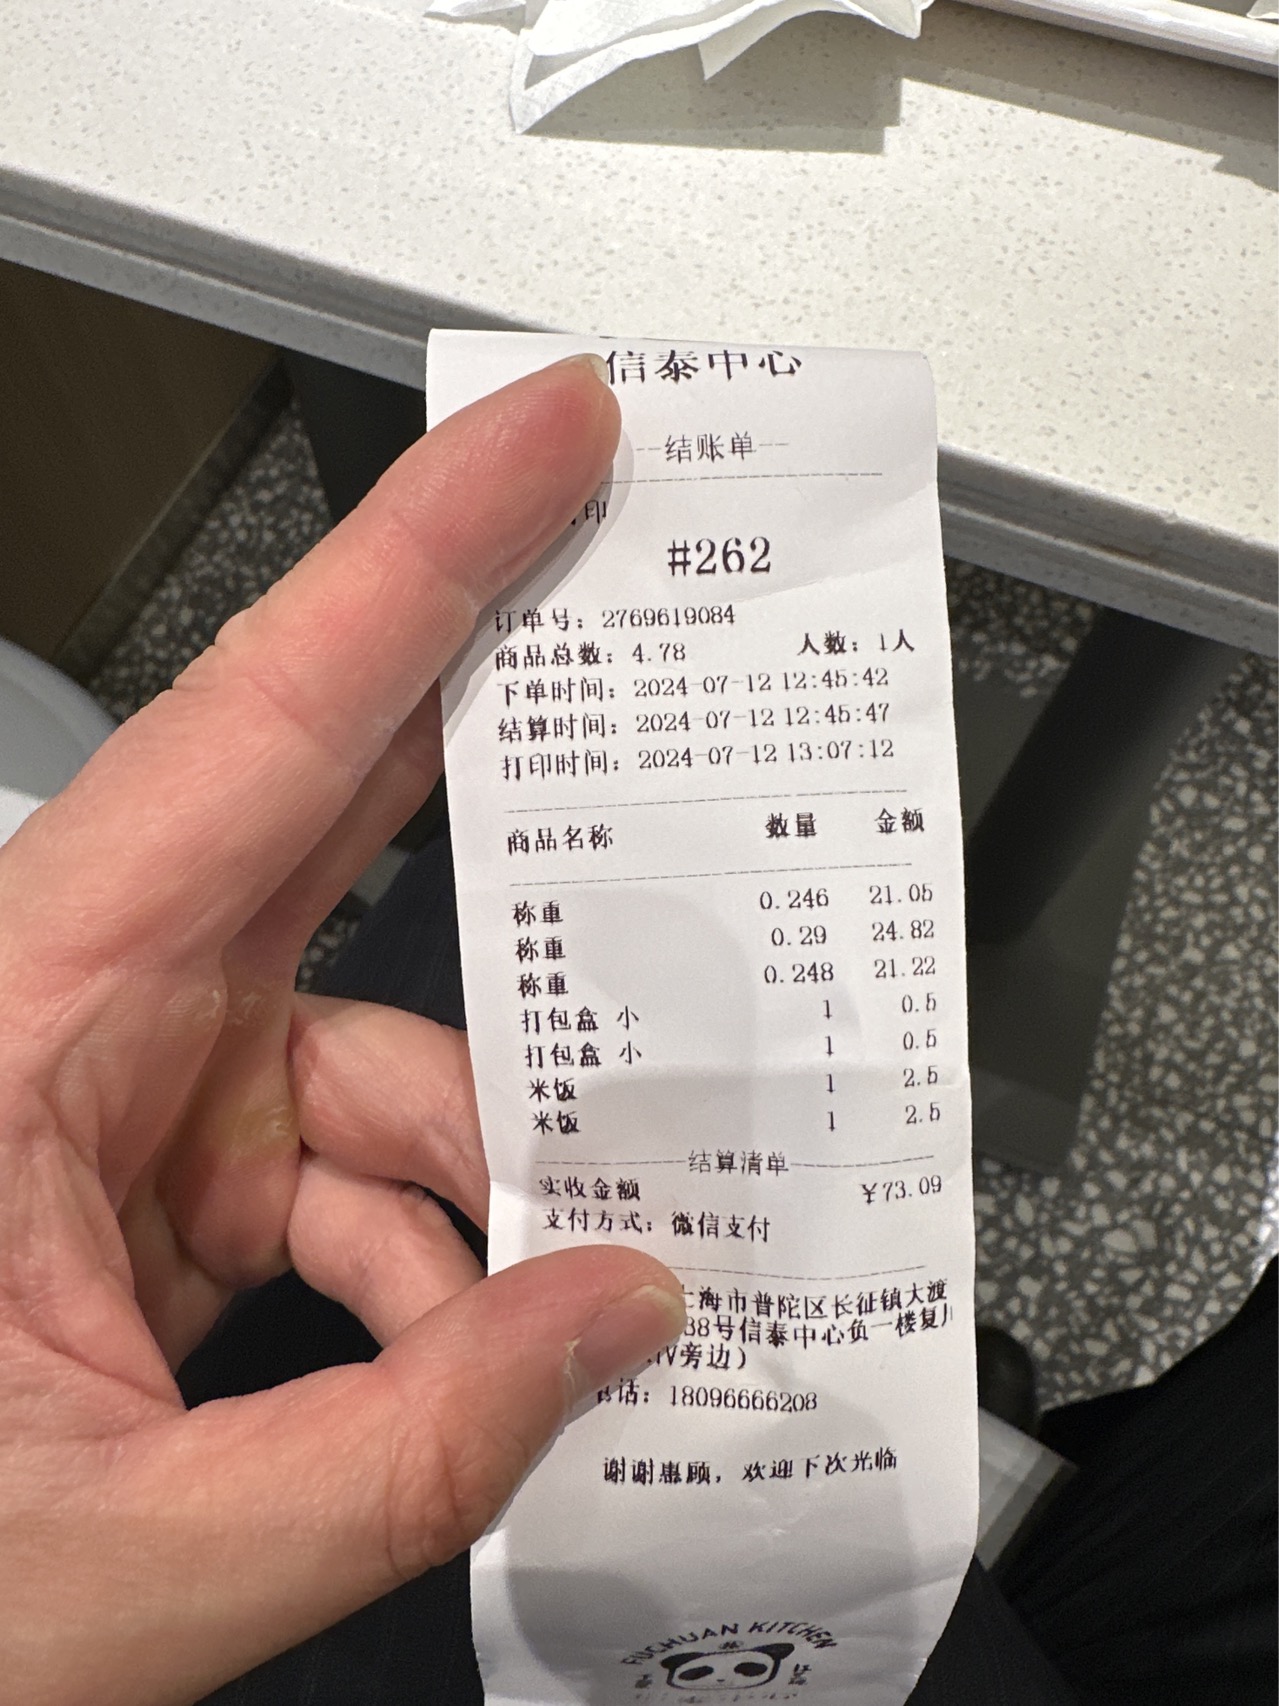 信泰中心
--结账单--
印
#262
订单号：2769619084
商品总数：4.78 人数：1人
下单时间：2024-07-12 12:45:42
结算时间：2024-07-12 12:45:47
打印时间：2024-07-12 13:07:12
商品名称 数量 金额
称重 0.246 21.05
称重 0.29 24.82
称重 0.248 21.22
打包盒 小 1 0.5
打包盒 小 1 0.5
米饭 1 2.5
米饭 1 2.5
结算清单
实收金额 ¥73.09
支付方式：微信支付
上海市普陀区长征镇大渡
88号信泰中心负一楼复川
旁边）
电话：18096666208
谢谢惠顾，欢迎下次光临
FUCHUAN KITCHEN